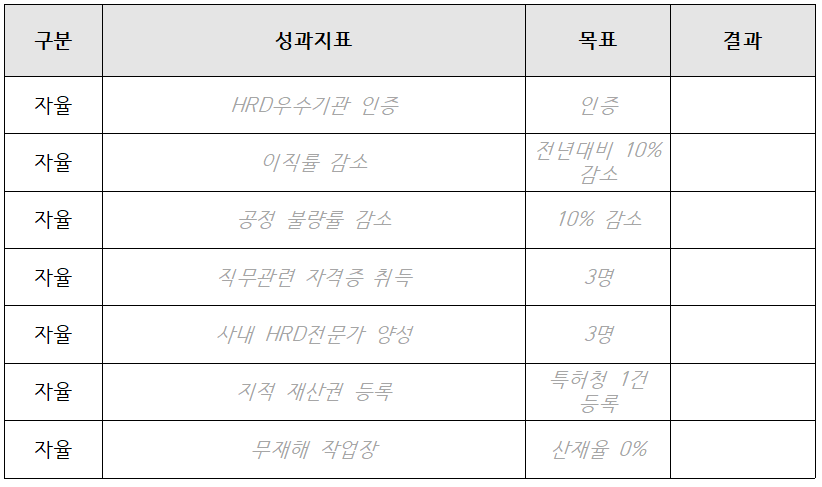 구분 성과지표 목표 결과
자율 HRD우수기관 인증 인증
자율 이직률 감소 전년대비 10%
감소
자율 공정 불량률 감소 10% 감소
자율 직무관련 자격증 취득 3명
자율 사내 HRD전문가 양성 3명
자율 지적 재산권 등록 특허청 1건
등록
자율 무재해 작업장 산재율 0%